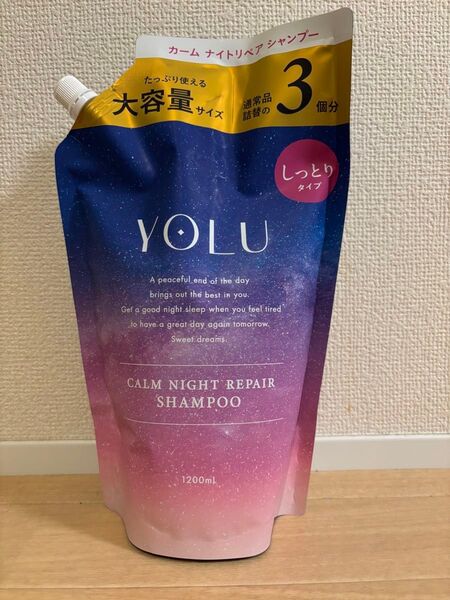 カーム ナイトリペア シャンプー
たっぷり使える
大容量サイズ
通常品
詰替の
3個分
しっとり
タイプ
YOLU
A peaceful end of the day
brings out the best in you.
Get a good night sleep when you feel tired
to have a great day again tomorrow.
Sweet dreams.
CALM NIGHT REPAIR
SHAMPOO
1200mL